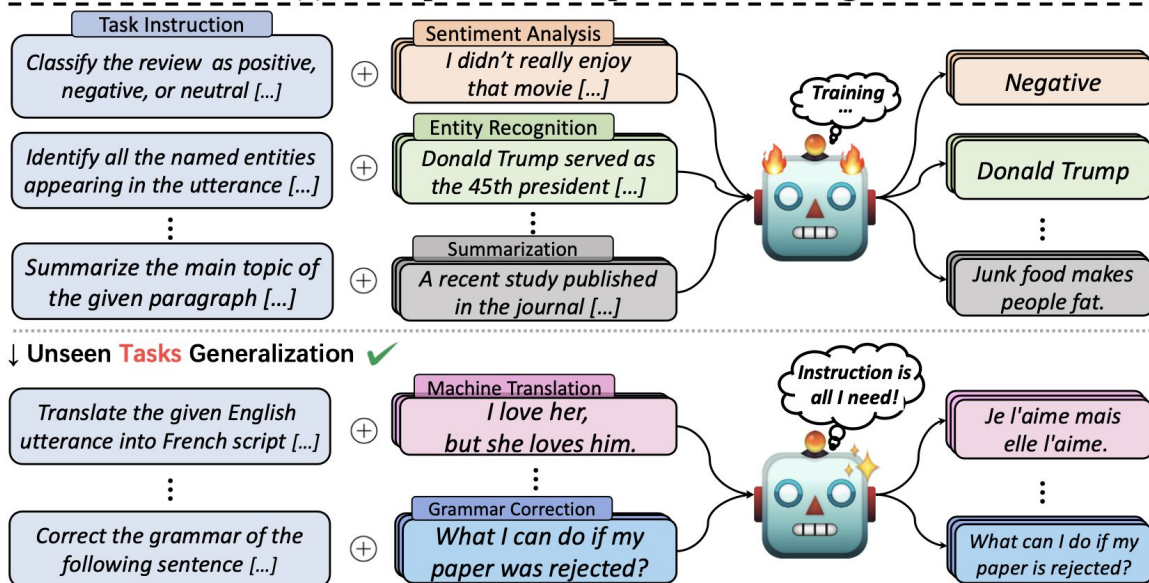 Task Instruction
Sentiment Analysis
Classify the review as positive,
negative, or neutral [...]
I didn't really enjoy
that movie [...]
Training
...
Negative
Entity Recognition
Identify all the named entities
appearing in the utterance [...]
Donald Trump served as
the 45th president [...]
Donald Trump
Summarization
Summarize the main topic of
the given paragraph [...]
A recent study published
in the journal [...]
Junk food makes
people fat.
↓ Unseen Tasks Generalization ✓
Machine Translation
Translate the given English
utterance into French script [...]
I love her,
but she loves him.
Instruction is
all I need!
Je l'aime mais
elle l'aime.
Grammar Correction
Correct the grammar of the
following sentence [...]
What I can do if my
paper was rejected?
What can I do if my
paper is rejected?